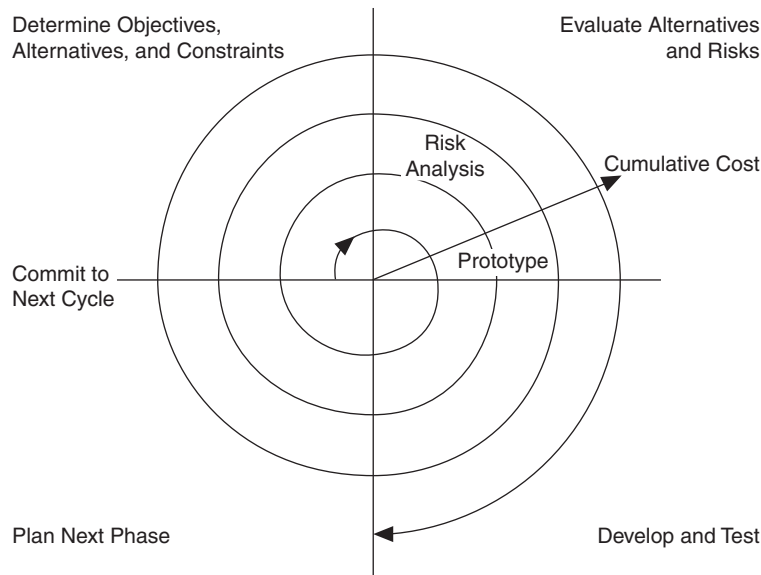 Determine Objectives,
Alternatives, and Constraints
Evaluate Alternatives
and Risks
Risk
Analysis
Cumulative Cost
Prototype
Commit to
Next Cycle
Plan Next Phase
Develop and Test